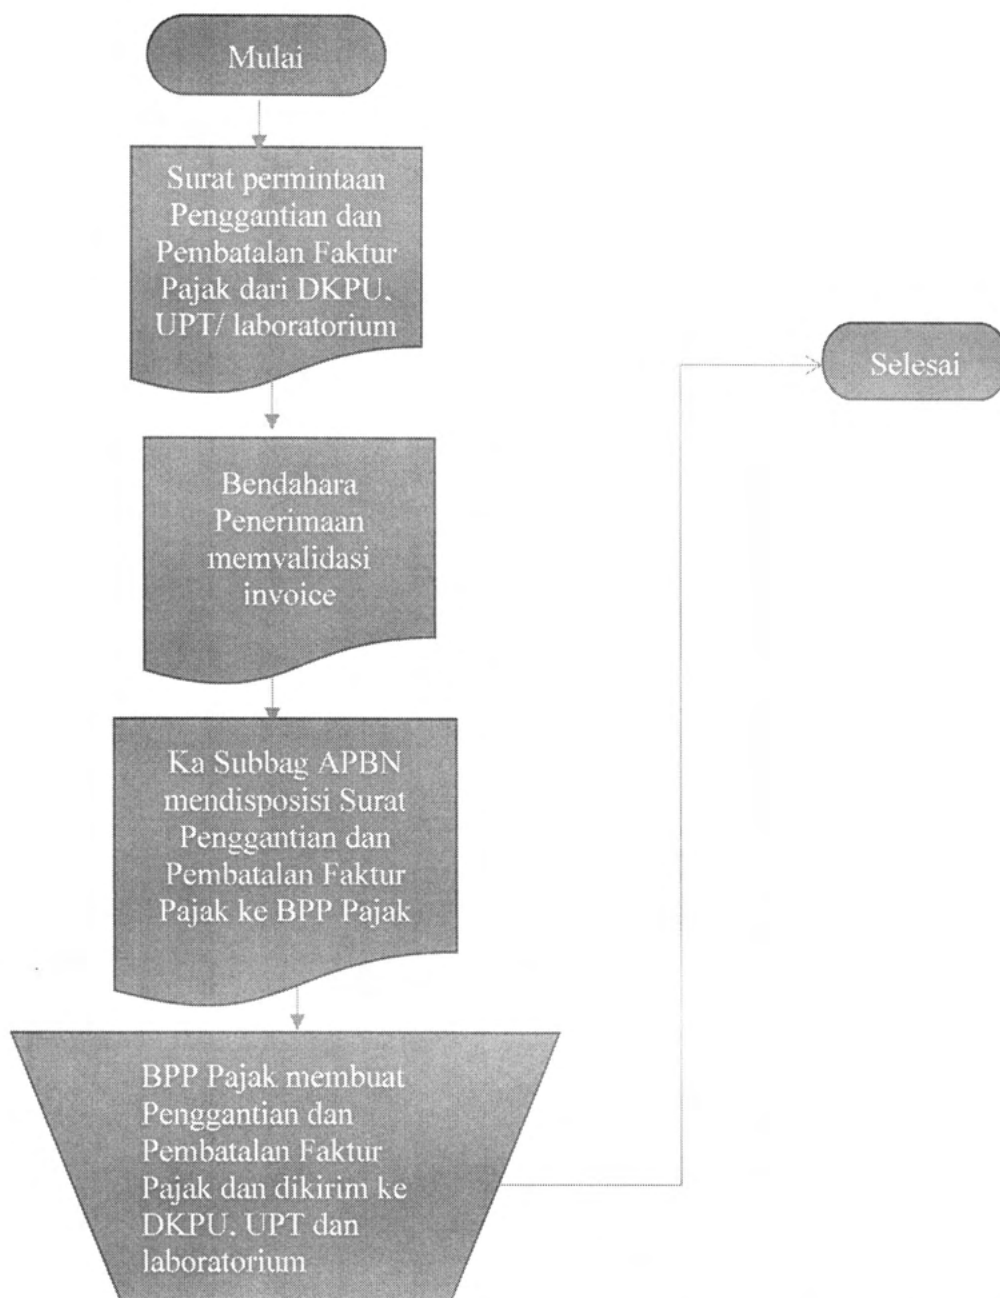 Mulai
Surat permintaan
Penggantian dan
Pembatalan Faktur
Pajak dari DKPU,
UPT/ laboratorium
Selesai
Bendahara
Penerimaan
memvalidasi
invoice
Ka Subbag APBN
mendisposisi Surat
Penggantian dan
Pembatalan Faktur
Pajak ke BPP Pajak
BPP Pajak membuat
Penggantian dan
Pembatalan Faktur
Pajak dan dikirim ke
DKPU, UPT dan
laboratorium